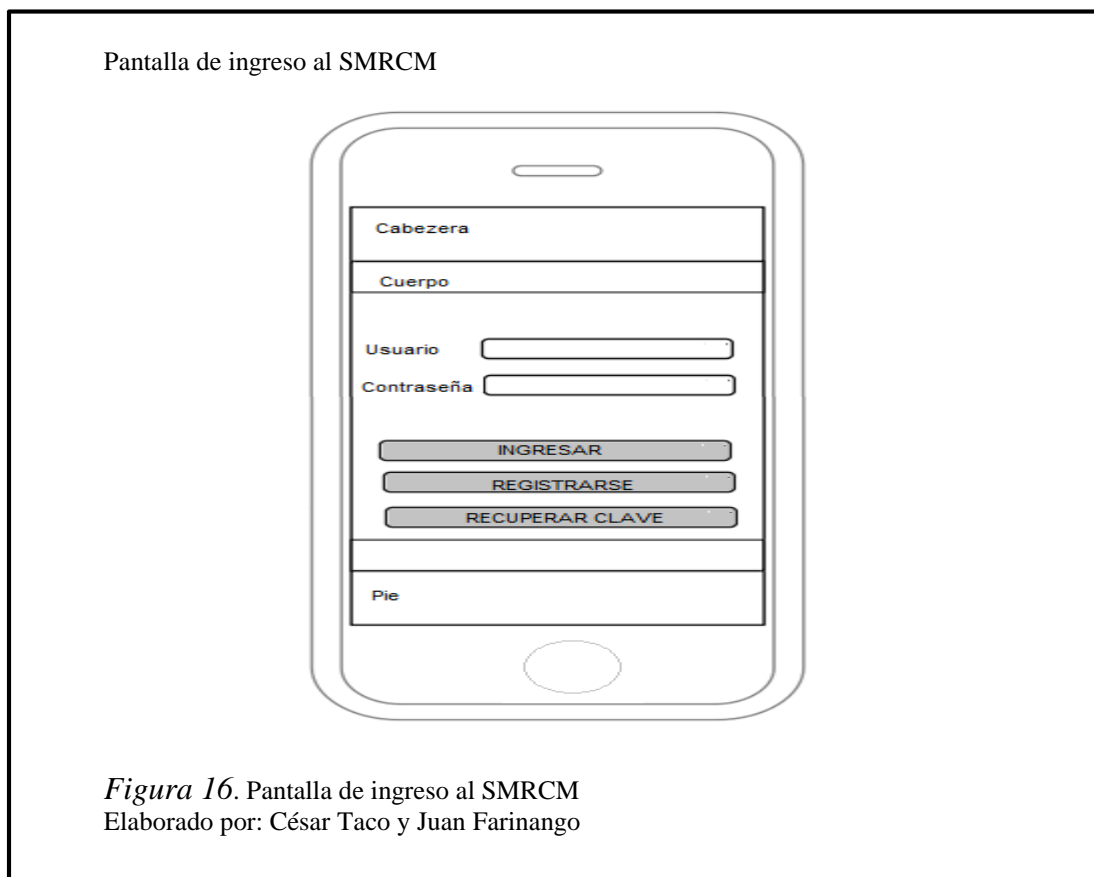 Pantalla de ingreso al SMRCM
Cabezera
Cuerpo
Usuario
Contraseña
INGRESAR
REGISTRARSE
RECUPERAR CLAVE
Pie
Figura 16. Pantalla de ingreso al SMRCM
Elaborado por: César Taco y Juan Farinango